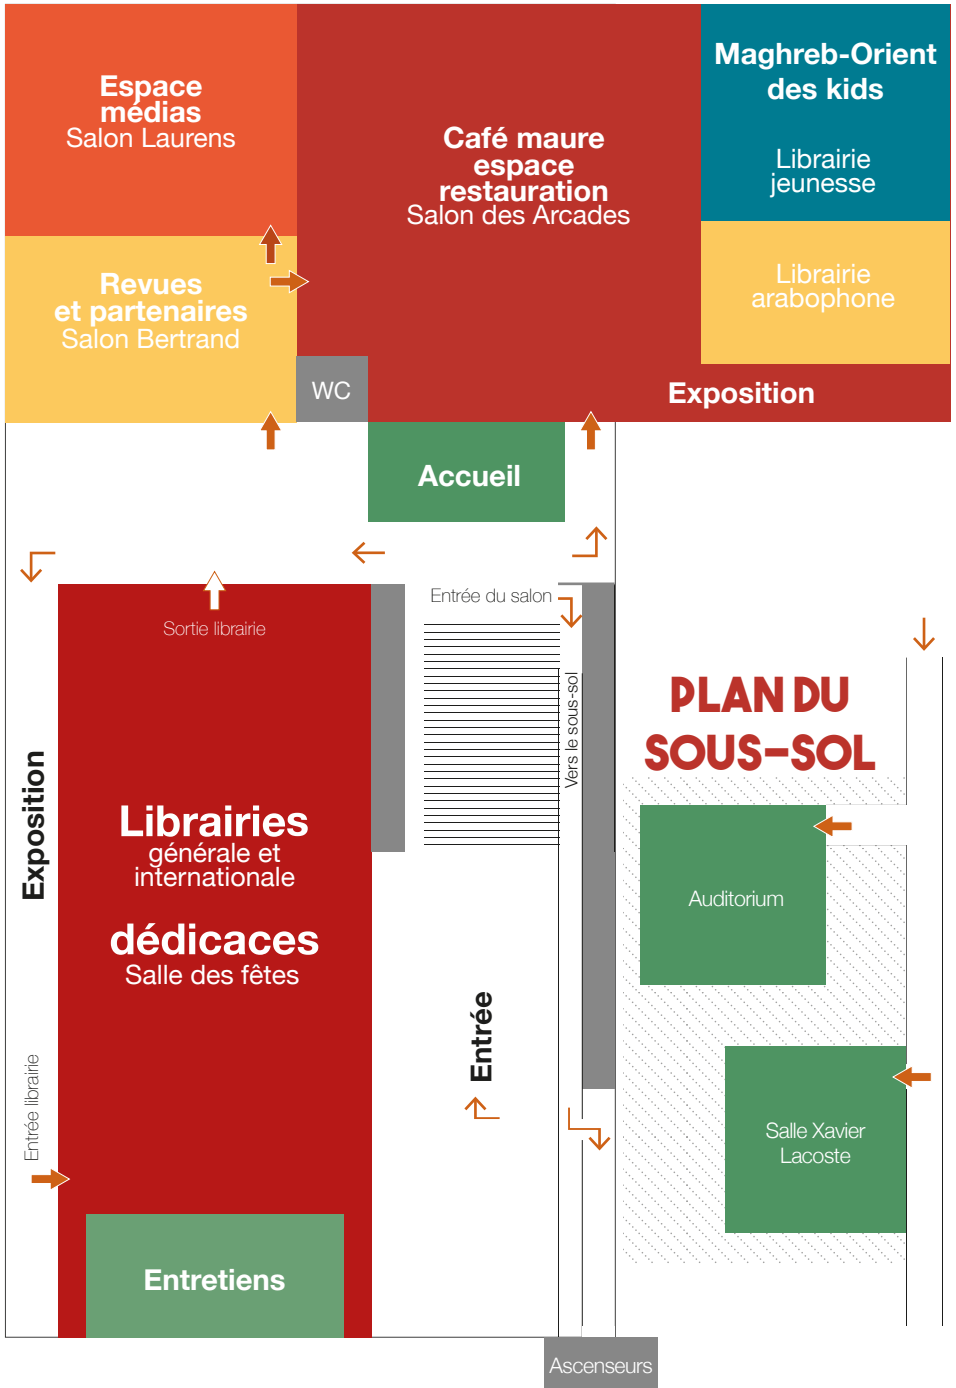 Espace
médias
Salon Laurens
Café maure
espace
restauration
Salon des Arcades
Maghreb-Orient
des kids
Librairie
jeunesse
Librairie
arabophone
Revues
et partenaires
Salon Bertrand
WC
Exposition
Accueil
Entrée du salon
Sortie librairie
Vers le sous-sol
PLAN DU
SOUS-SOL
Exposition
Librairies
générale et
internationale
dédicaces
Salle des fêtes
Auditorium
Entrée
Entrée librairie
Salle Xavier
Lacoste
Entretiens
Ascenseurs